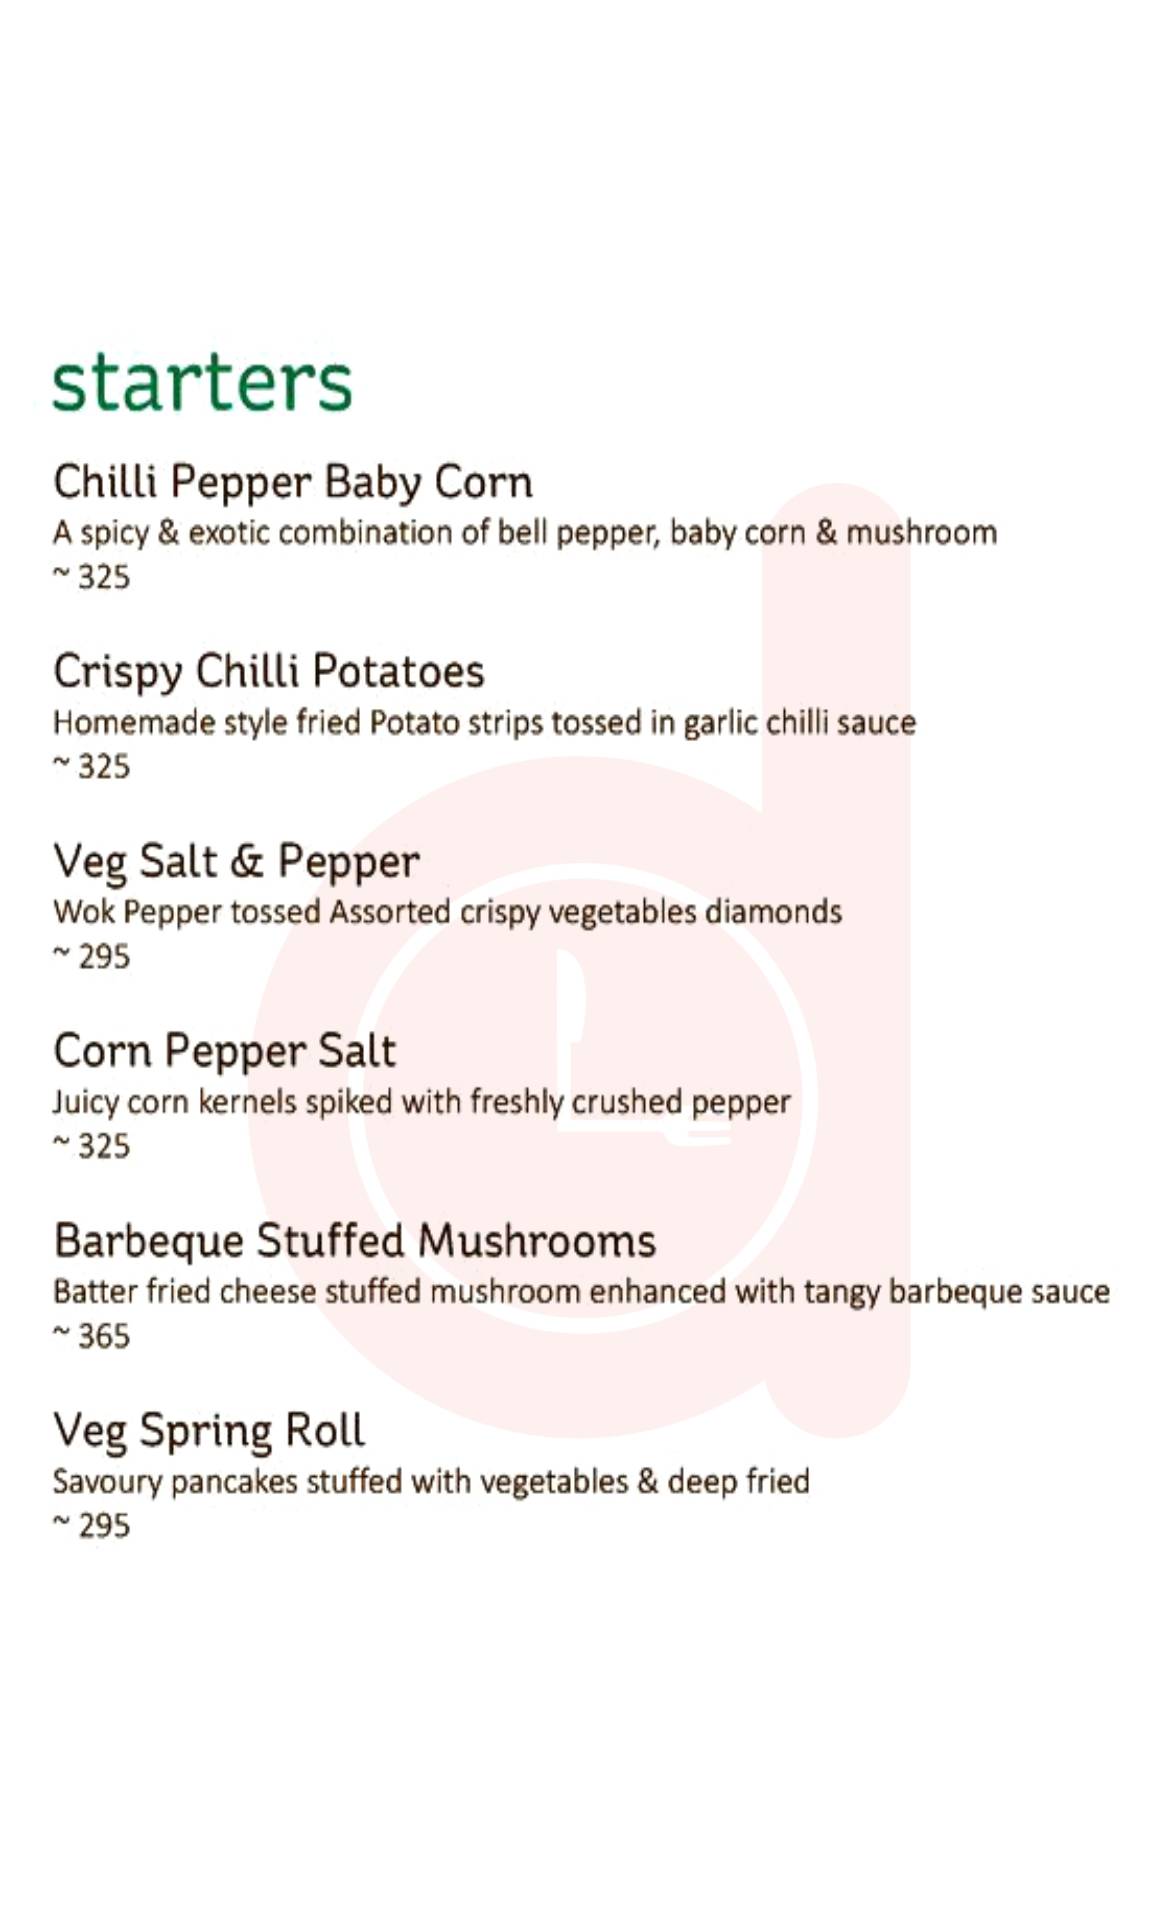 starters
Chilli Pepper Baby Corn
A spicy & exotic combination of bell pepper, baby corn & mushroom
~ 325
Crispy Chilli Potatoes
Homemade style fried Potato strips tossed in garlic chilli sauce
~ 325
Veg Salt & Pepper
Wok Pepper tossed Assorted crispy vegetables diamonds
~ 295
Corn Pepper Salt
Juicy corn kernels spiked with freshly crushed pepper
~ 325
Barbeque Stuffed Mushrooms
Batter fried cheese stuffed mushroom enhanced with tangy barbeque sauce
~ 365
Veg Spring Roll
Savoury pancakes stuffed with vegetables & deep fried
~ 295